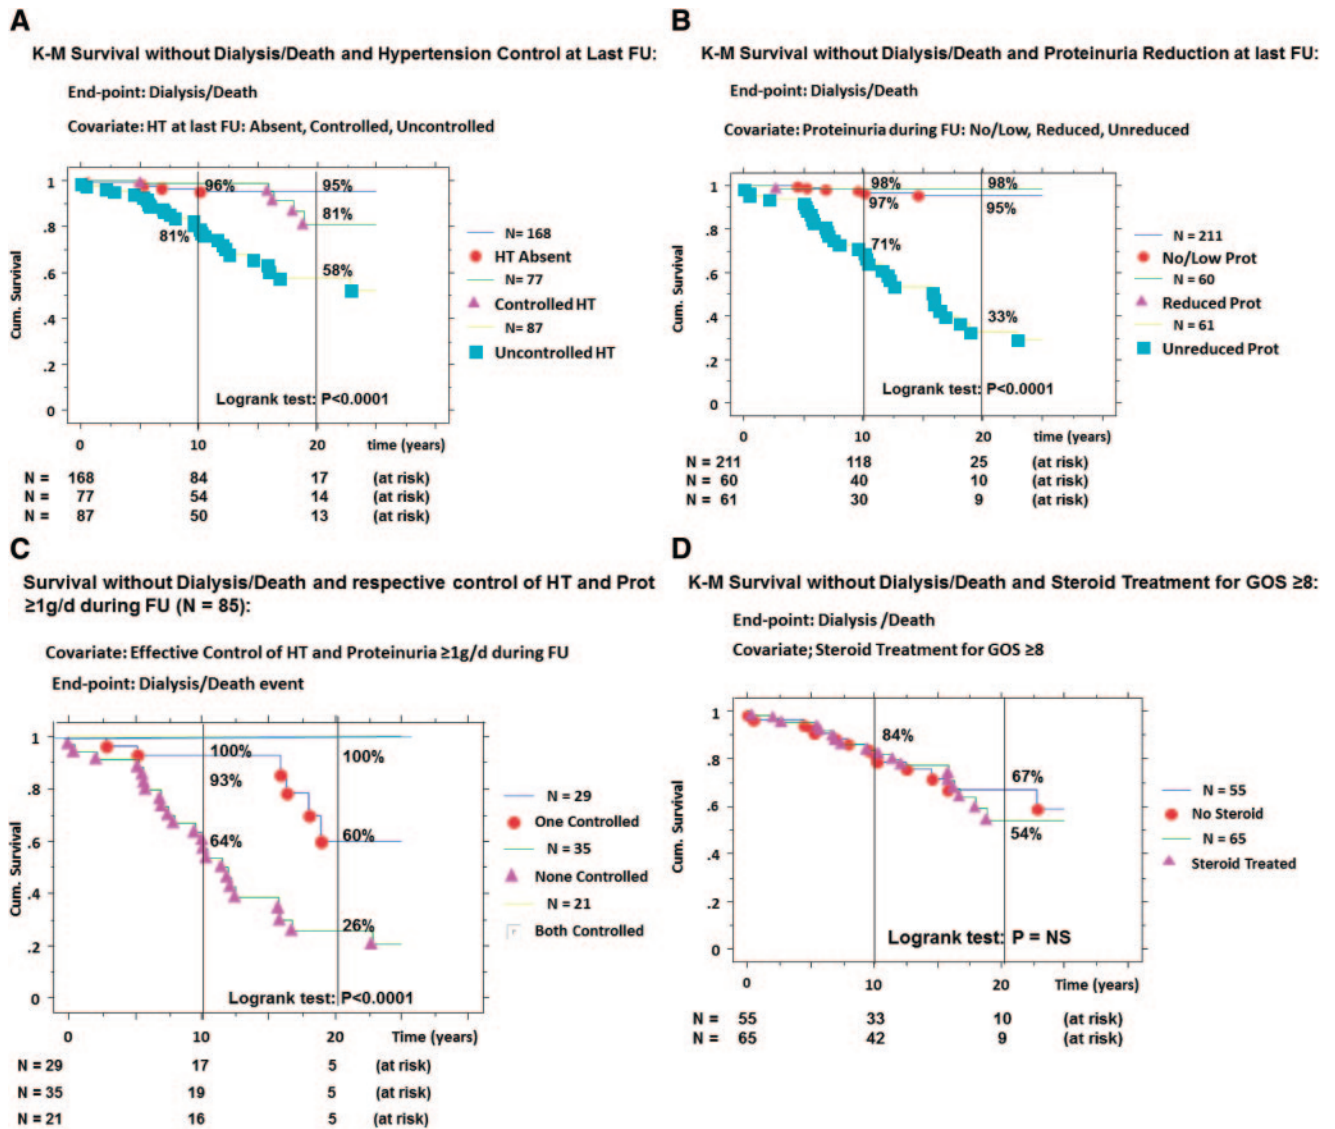 A
K-M Survival without Dialysis/Death and Hypertension Control at Last FU:
End-point: Dialysis/Death
Covariate: HT at last FU: Absent, Controlled, Uncontrolled
1
.8
.6
.4
.2
0
Cum. Survival
96%
95%
81%
81%
58%
N= 168
HT Absent
N= 77
Controlled HT
N= 87
Uncontrolled HT
Logrank test: P<0.0001
0 10 20 time (years)
N = 168 84 17 (at risk)
N = 77 54 14 (at risk)
N = 87 50 13 (at risk)
B
K-M Survival without Dialysis/Death and Proteinuria Reduction at last FU:
End-point: Dialysis/Death
Covariate: Proteinuria during FU: No/Low, Reduced, Unreduced
1
.8
.6
.4
.2
0
Cum. Survival
98% 98%
97% 95%
71%
33%
N = 211
No/Low Prot
N = 60
Reduced Prot
N = 61
Unreduced Prot
Logrank test: P<0.0001
0 10 20 time (years)
N = 211 118 25 (at risk)
N = 60 40 10 (at risk)
N = 61 30 9 (at risk)
C
Survival without Dialysis/Death and respective control of HT and Prot
≥1g/d during FU (N = 85):
Covariate: Effective Control of HT and Proteinuria ≥1g/d during FU
End-point: Dialysis/Death event
1
.8
.6
.4
.2
0
Cum. Survival
100% 100%
93%
64% 60%
26%
N = 29
One Controlled
N = 35
None Controlled
N = 21
Both Controlled
Logrank test: P<0.0001
0 10 20 Time (years)
N = 29 17 5 (at risk)
N = 35 19 5 (at risk)
N = 21 16 5 (at risk)
D
K-M Survival without Dialysis/Death and Steroid Treatment for GOS ≥8:
End-point: Dialysis /Death
Covariate; Steroid Treatment for GOS ≥8
1
.8
.6
.4
.2
0
Cum. Survival
84%
67%
54%
N = 55
No Steroid
N = 65
Steroid Treated
Logrank test: P = NS
0 10 20 Time (years)
N = 55 33 10 (at risk)
N = 65 42 9 (at risk)